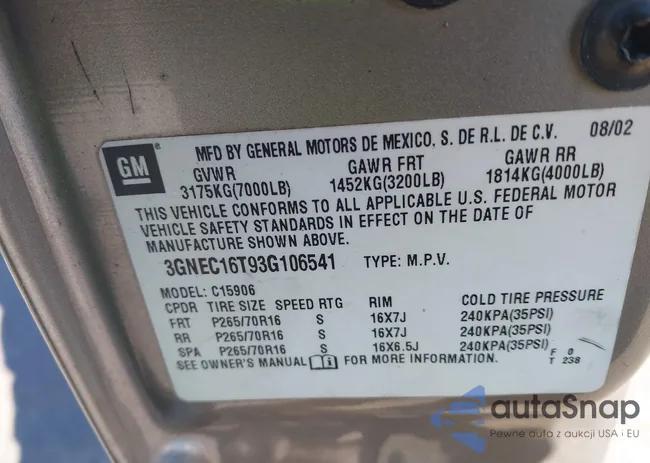 GM
MFD BY GENERAL MOTORS DE MEXICO, S. DE R.L. DE C.V. 08/02
GVWR GAWR FRT GAWR RR
3175KG(7000LB) 1452KG(3200LB) 1814KG(4000LB)
THIS VEHICLE CONFORMS TO ALL APPLICABLE U.S. FEDERAL MOTOR
VEHICLE SAFETY STANDARDS IN EFFECT ON THE DATE OF
MANUFACTURE SHOWN ABOVE.
3GNEC16T93G106541 TYPE: M.P.V.
MODEL: C15906
CPDR TIRE SIZE SPEED RTG RIM COLD TIRE PRESSURE
FRT P265/70R16 S 16X7J 240KPA(35PSI)
RR P265/70R16 S 16X7J 240KPA(35PSI)
SPA P265/70R16 S 16X6.5J 240KPA(35PSI)
SEE OWNER'S MANUAL FOR MORE INFORMATION. F 0
T 238
autaSnap
Pewne auta z aukcji USA i EU